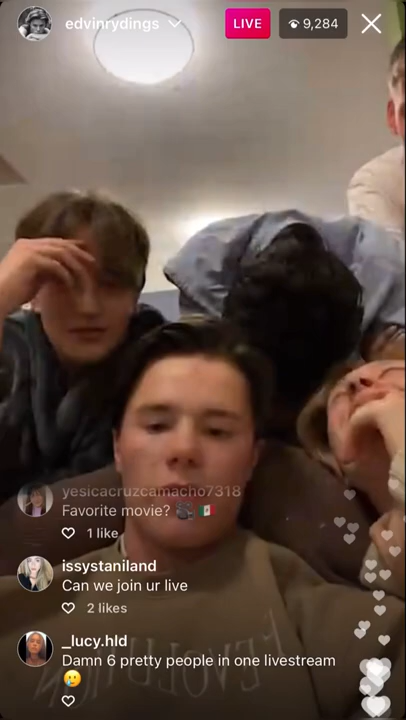 edvinrydings
LIVE
9,284
yesicacruzcamacho7318
Favorite movie? 🎥 🇲🇽
1 like
issystaniland
Can we join ur live
2 likes
_lucy.hld
Damn 6 pretty people in one livestream
🥲